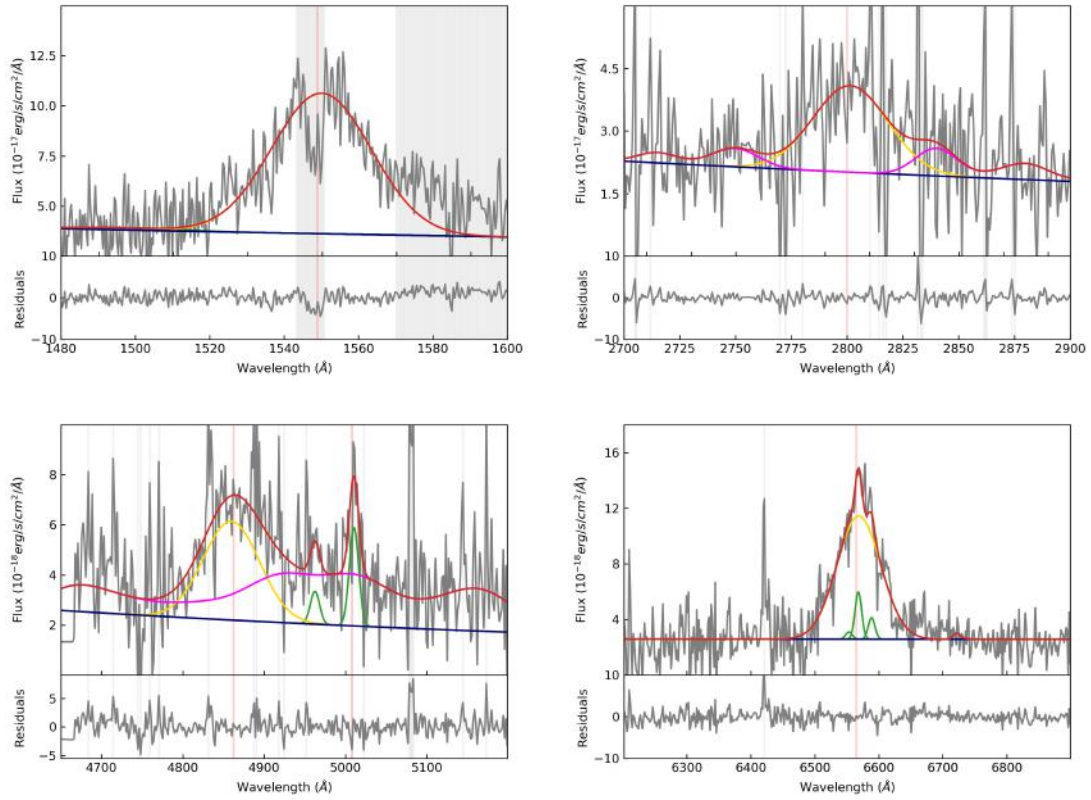 Flux (10⁻¹⁷erg/s/cm²/Å)
12.5
10.0
7.5
5.0
Residuals
10
0
−10
1480 1500 1520 1540 1560 1580 1600
Wavelength (Å)
Flux (10⁻¹⁷erg/s/cm²/Å)
4.5
3.0
1.5
Residuals
10
0
−10
2700 2725 2750 2775 2800 2825 2850 2875 2900
Wavelength (Å)
Flux (10⁻¹⁸erg/s/cm²/Å)
8
6
4
2
Residuals
5
0
−5
4700 4800 4900 5000 5100
Wavelength (Å)
Flux (10⁻¹⁸erg/s/cm²/Å)
16
12
8
4
Residuals
10
0
−10
6300 6400 6500 6600 6700 6800
Wavelength (Å)